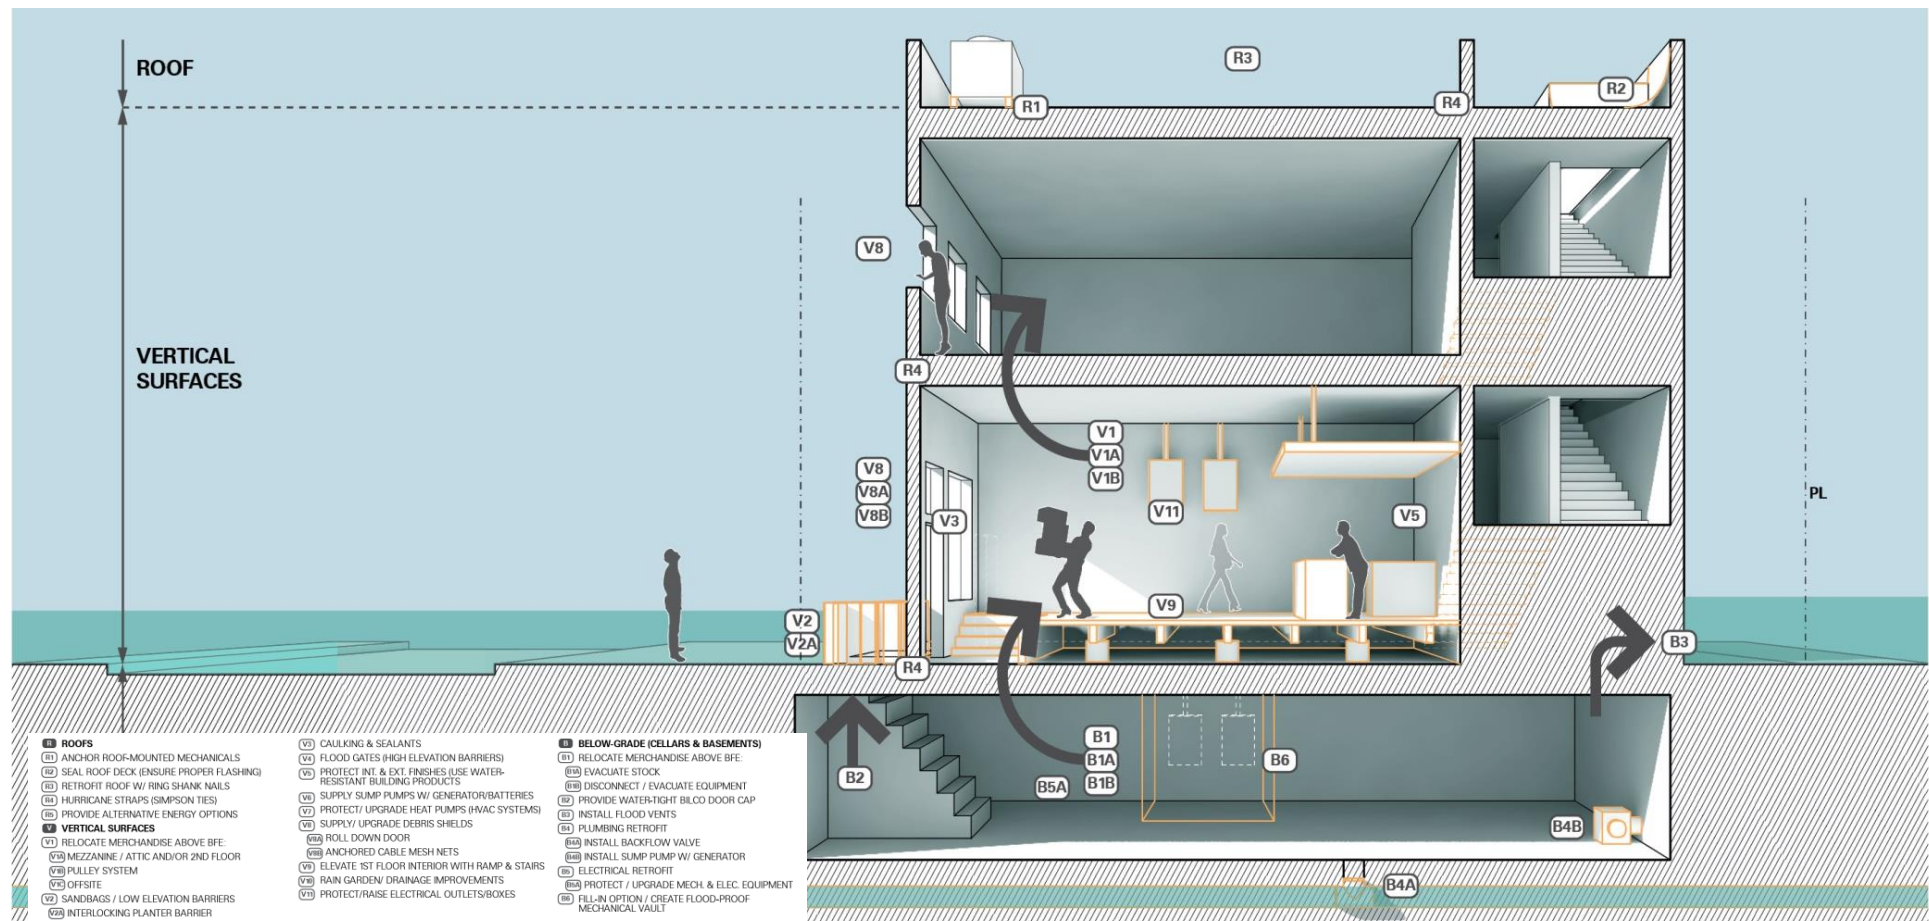 ROOF
R3
R2
R1
R4
VERTICAL
SURFACES
V8
R4
V1
V1A
V1B
V8
V8A
V8B
V3
V11
V5
PL
V9
V2
V2A
R4
B3
B2
B1
B1A
B1B
B5A
B6
B4B
B4A
R ROOFS
R1 ANCHOR ROOF-MOUNTED MECHANICALS
R2 SEAL ROOF DECK (ENSURE PROPER FLASHING)
R3 RETROFIT ROOF W/ RING SHANK NAILS
R4 HURRICANE STRAPS (SIMPSON TIES)
R5 PROVIDE ALTERNATIVE ENERGY OPTIONS
V VERTICAL SURFACES
V1 RELOCATE MERCHANDISE ABOVE BFE:
V1A MEZZANINE / ATTIC AND/OR 2ND FLOOR
V1B PULLEY SYSTEM
V1C OFFSITE
V2 SANDBAGS / LOW ELEVATION BARRIERS
V2A INTERLOCKING PLANTER BARRIER
V3 CAULKING & SEALANTS
V4 FLOOD GATES (HIGH ELEVATION BARRIERS)
V5 PROTECT INT. & EXT. FINISHES (USE WATER-
RESISTANT BUILDING PRODUCTS
V6 SUPPLY SUMP PUMPS W/ GENERATOR/BATTERIES
V7 PROTECT/ UPGRADE HEAT PUMPS (HVAC SYSTEMS)
V8 SUPPLY/ UPGRADE DEBRIS SHIELDS
V8A ROLL DOWN DOOR
V8B ANCHORED CABLE MESH NETS
V9 ELEVATE 1ST FLOOR INTERIOR WITH RAMP & STAIRS
V10 RAIN GARDEN/ DRAINAGE IMPROVEMENTS
V11 PROTECT/RAISE ELECTRICAL OUTLETS/BOXES
B BELOW-GRADE (CELLARS & BASEMENTS)
B1 RELOCATE MERCHANDISE ABOVE BFE:
B1A EVACUATE STOCK
B1B DISCONNECT / EVACUATE EQUIPMENT
B2 PROVIDE WATER-TIGHT BILCO DOOR CAP
B3 INSTALL FLOOD VENTS
B4 PLUMBING RETROFIT
B4A INSTALL BACKFLOW VALVE
B4B INSTALL SUMP PUMP W/ GENERATOR
B5 ELECTRICAL RETROFIT
B5A PROTECT / UPGRADE MECH. & ELEC. EQUIPMENT
B6 FILL-IN OPTION / CREATE FLOOD-PROOF
MECHANICAL VAULT